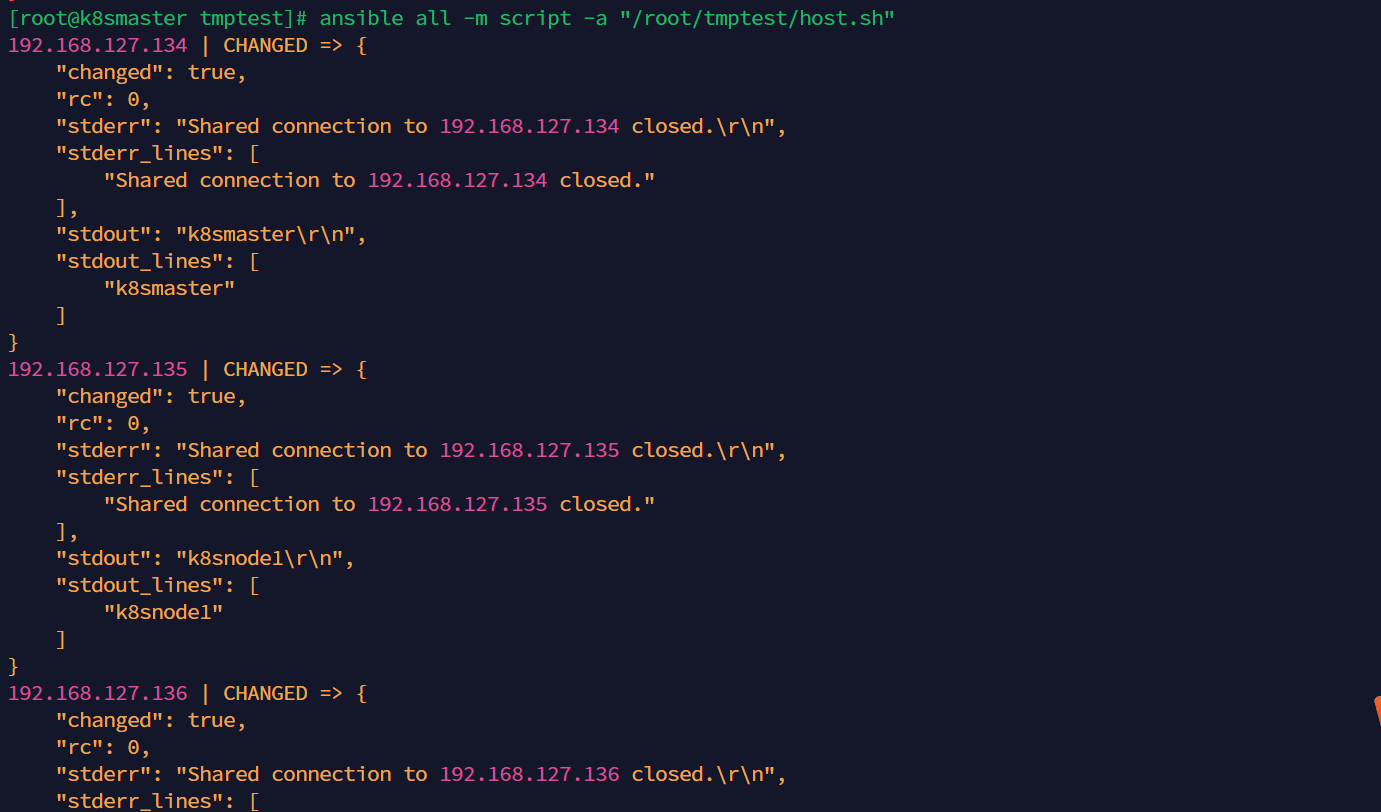 [root@k8smaster tmptest]# ansible all -m script -a "/root/tmptest/host.sh"
192.168.127.134 | CHANGED => {
    "changed": true,
    "rc": 0,
    "stderr": "Shared connection to 192.168.127.134 closed.\r\n",
    "stderr_lines": [
        "Shared connection to 192.168.127.134 closed."
    ],
    "stdout": "k8smaster\r\n",
    "stdout_lines": [
        "k8smaster"
    ]
}
192.168.127.135 | CHANGED => {
    "changed": true,
    "rc": 0,
    "stderr": "Shared connection to 192.168.127.135 closed.\r\n",
    "stderr_lines": [
        "Shared connection to 192.168.127.135 closed."
    ],
    "stdout": "k8snode1\r\n",
    "stdout_lines": [
        "k8snode1"
    ]
}
192.168.127.136 | CHANGED => {
    "changed": true,
    "rc": 0,
    "stderr": "Shared connection to 192.168.127.136 closed.\r\n",
    "stderr_lines": [